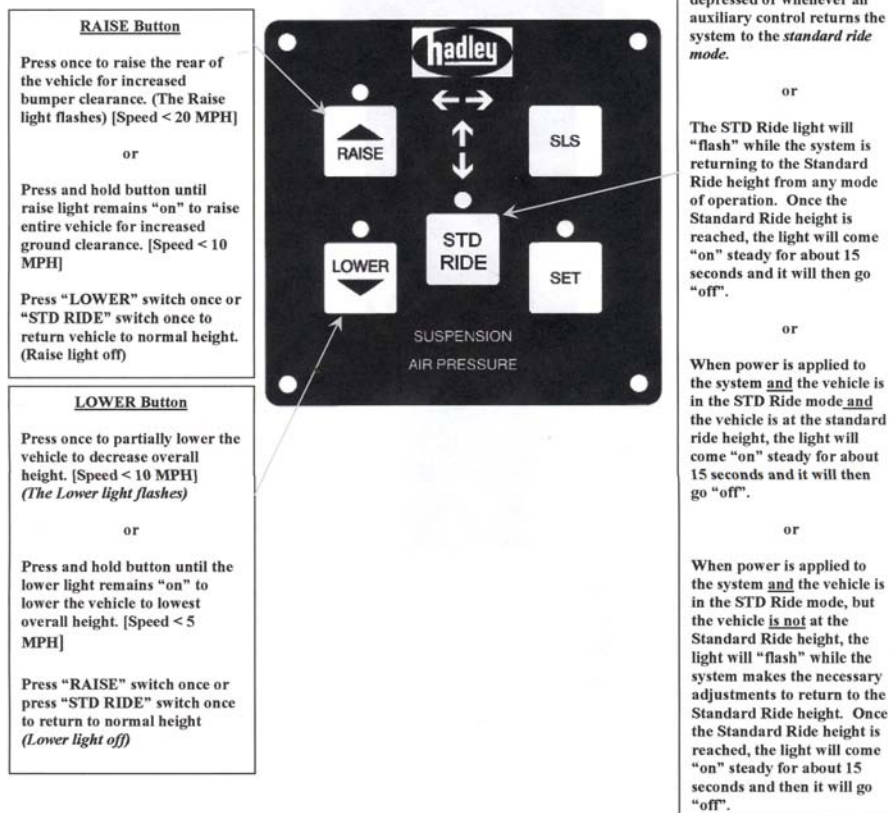 RAISE Button
Press once to raise the rear of
the vehicle for increased
bumper clearance. (The Raise
light flashes) [Speed < 20 MPH]
or
Press and hold button until
raise light remains “on” to raise
entire vehicle for increased
ground clearance. [Speed < 10
MPH]
Press “LOWER” switch once or
“STD RIDE” switch once to
return vehicle to normal height.
(Raise light off)
LOWER Button
Press once to partially lower the
vehicle to decrease overall
height. [Speed < 10 MPH]
(The Lower light flashes)
or
Press and hold button until the
lower light remains “on” to
lower the vehicle to lowest
overall height. [Speed < 5
MPH]
Press “RAISE” switch once or
press “STD RIDE” switch once
to return to normal height
(Lower light off)
hadley
RAISE
SLS
STD
RIDE
LOWER
SET
SUSPENSION
AIR PRESSURE
depressed or whenever an
auxiliary control returns the
system to the standard ride
mode.
or
The STD Ride light will
“flash” while the system is
returning to the Standard
Ride height from any mode
of operation. Once the
Standard Ride height is
reached, the light will come
“on” steady for about 15
seconds and it will then go
“off”.
or
When power is applied to
the system and the vehicle is
in the STD Ride mode and
the vehicle is at the standard
ride height, the light will
come “on” steady for about
15 seconds and it will then
go “off”.
or
When power is applied to
the system and the vehicle is
in the STD Ride mode, but
the vehicle is not at the
Standard Ride height, the
light will “flash” while the
system makes the necessary
adjustments to return to the
Standard Ride height. Once
the Standard Ride height is
reached, the light will come
“on” steady for about 15
seconds and then it will go
“off”.